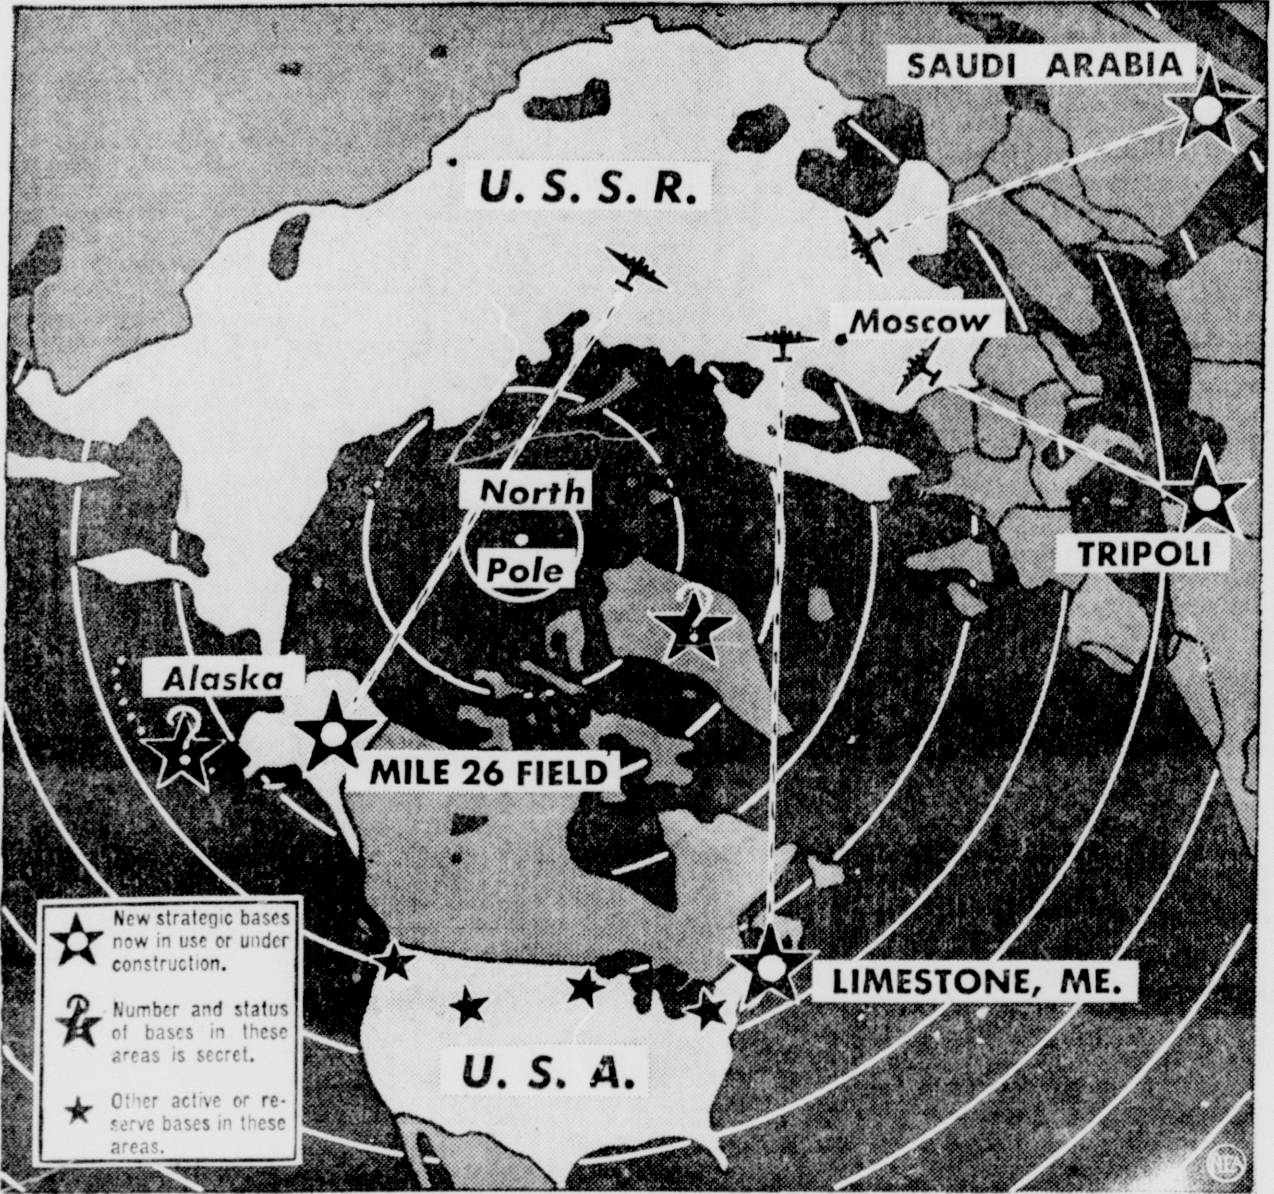 SAUDI ARABIA
U. S. S. R.
Moscow
North
Pole
TRIPOLI
Alaska
MILE 26 FIELD
LIMESTONE, ME.
U. S. A.
New strategic bases
now in use or under
construction.
Number and status
of bases in these
areas is secret.
Other active or re-
serve bases in these
areas.
NEA